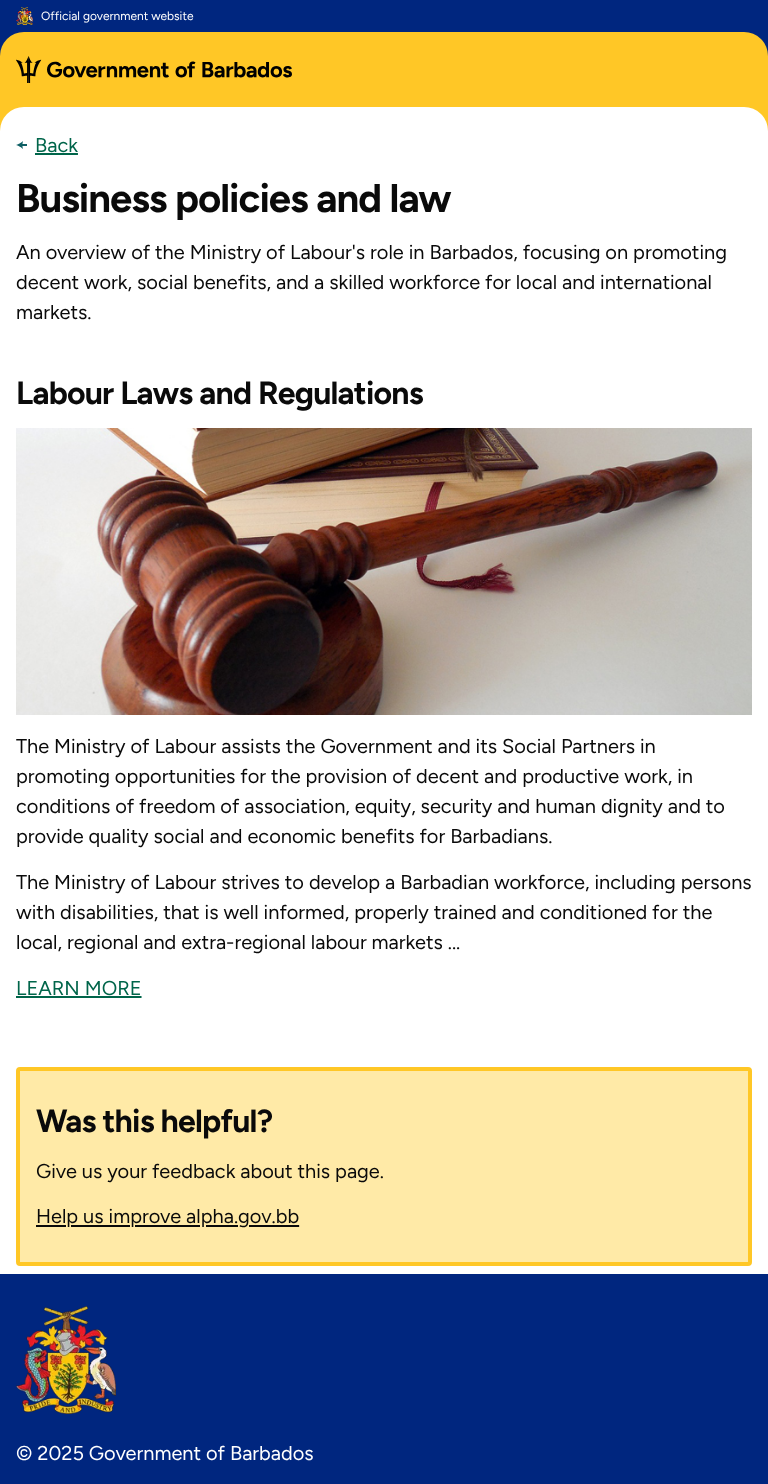 Official government website
Government of Barbados
Back
Business policies and law
An overview of the Ministry of Labour's role in Barbados, focusing on promoting
decent work, social benefits, and a skilled workforce for local and international
markets.
Labour Laws and Regulations
The Ministry of Labour assists the Government and its Social Partners in
promoting opportunities for the provision of decent and productive work, in
conditions of freedom of association, equity, security and human dignity and to
provide quality social and economic benefits for Barbadians.
The Ministry of Labour strives to develop a Barbadian workforce, including persons
with disabilities, that is well informed, properly trained and conditioned for the
local, regional and extra-regional labour markets ...
LEARN MORE
Was this helpful?
Give us your feedback about this page.
Help us improve alpha.gov.bb
PRIDE AND INDUSTRY
© 2025 Government of Barbados